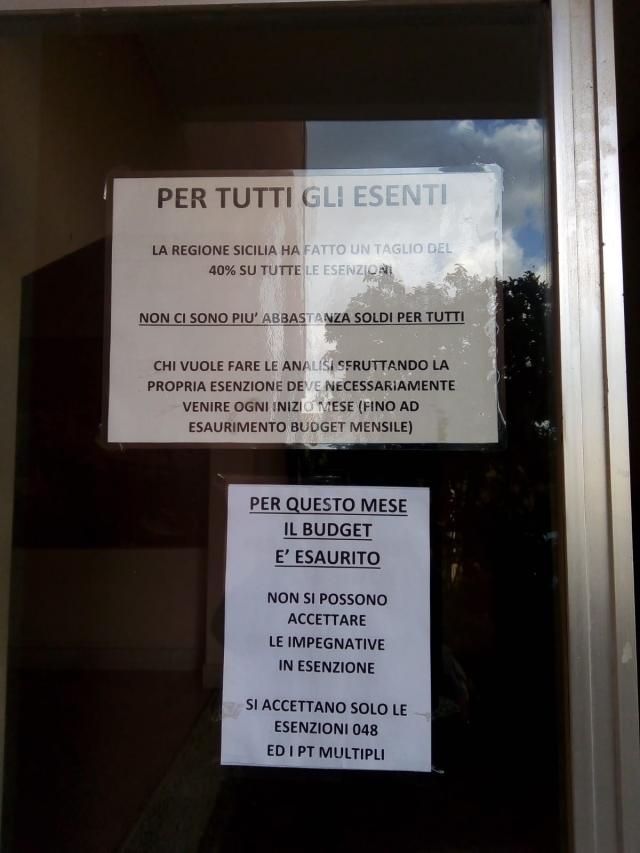 PER TUTTI GLI ESENTI
LA REGIONE SICILIA HA FATTO UN TAGLIO DEL
40% SU TUTTE LE ESENZIONI
NON CI SONO PIU' ABBASTANZA SOLDI PER TUTTI
CHI VUOLE FARE LE ANALISI SFRUTTANDO LA
PROPRIA ESENZIONE DEVE NECESSARIAMENTE
VENIRE OGNI INIZIO MESE (FINO AD
ESAURIMENTO BUDGET MENSILE)
PER QUESTO MESE
IL BUDGET
E' ESAURITO
NON SI POSSONO
ACCETTARE
LE IMPEGNATIVE
IN ESENZIONE
SI ACCETTANO SOLO LE
ESENZIONI 048
ED I PT MULTIPLI